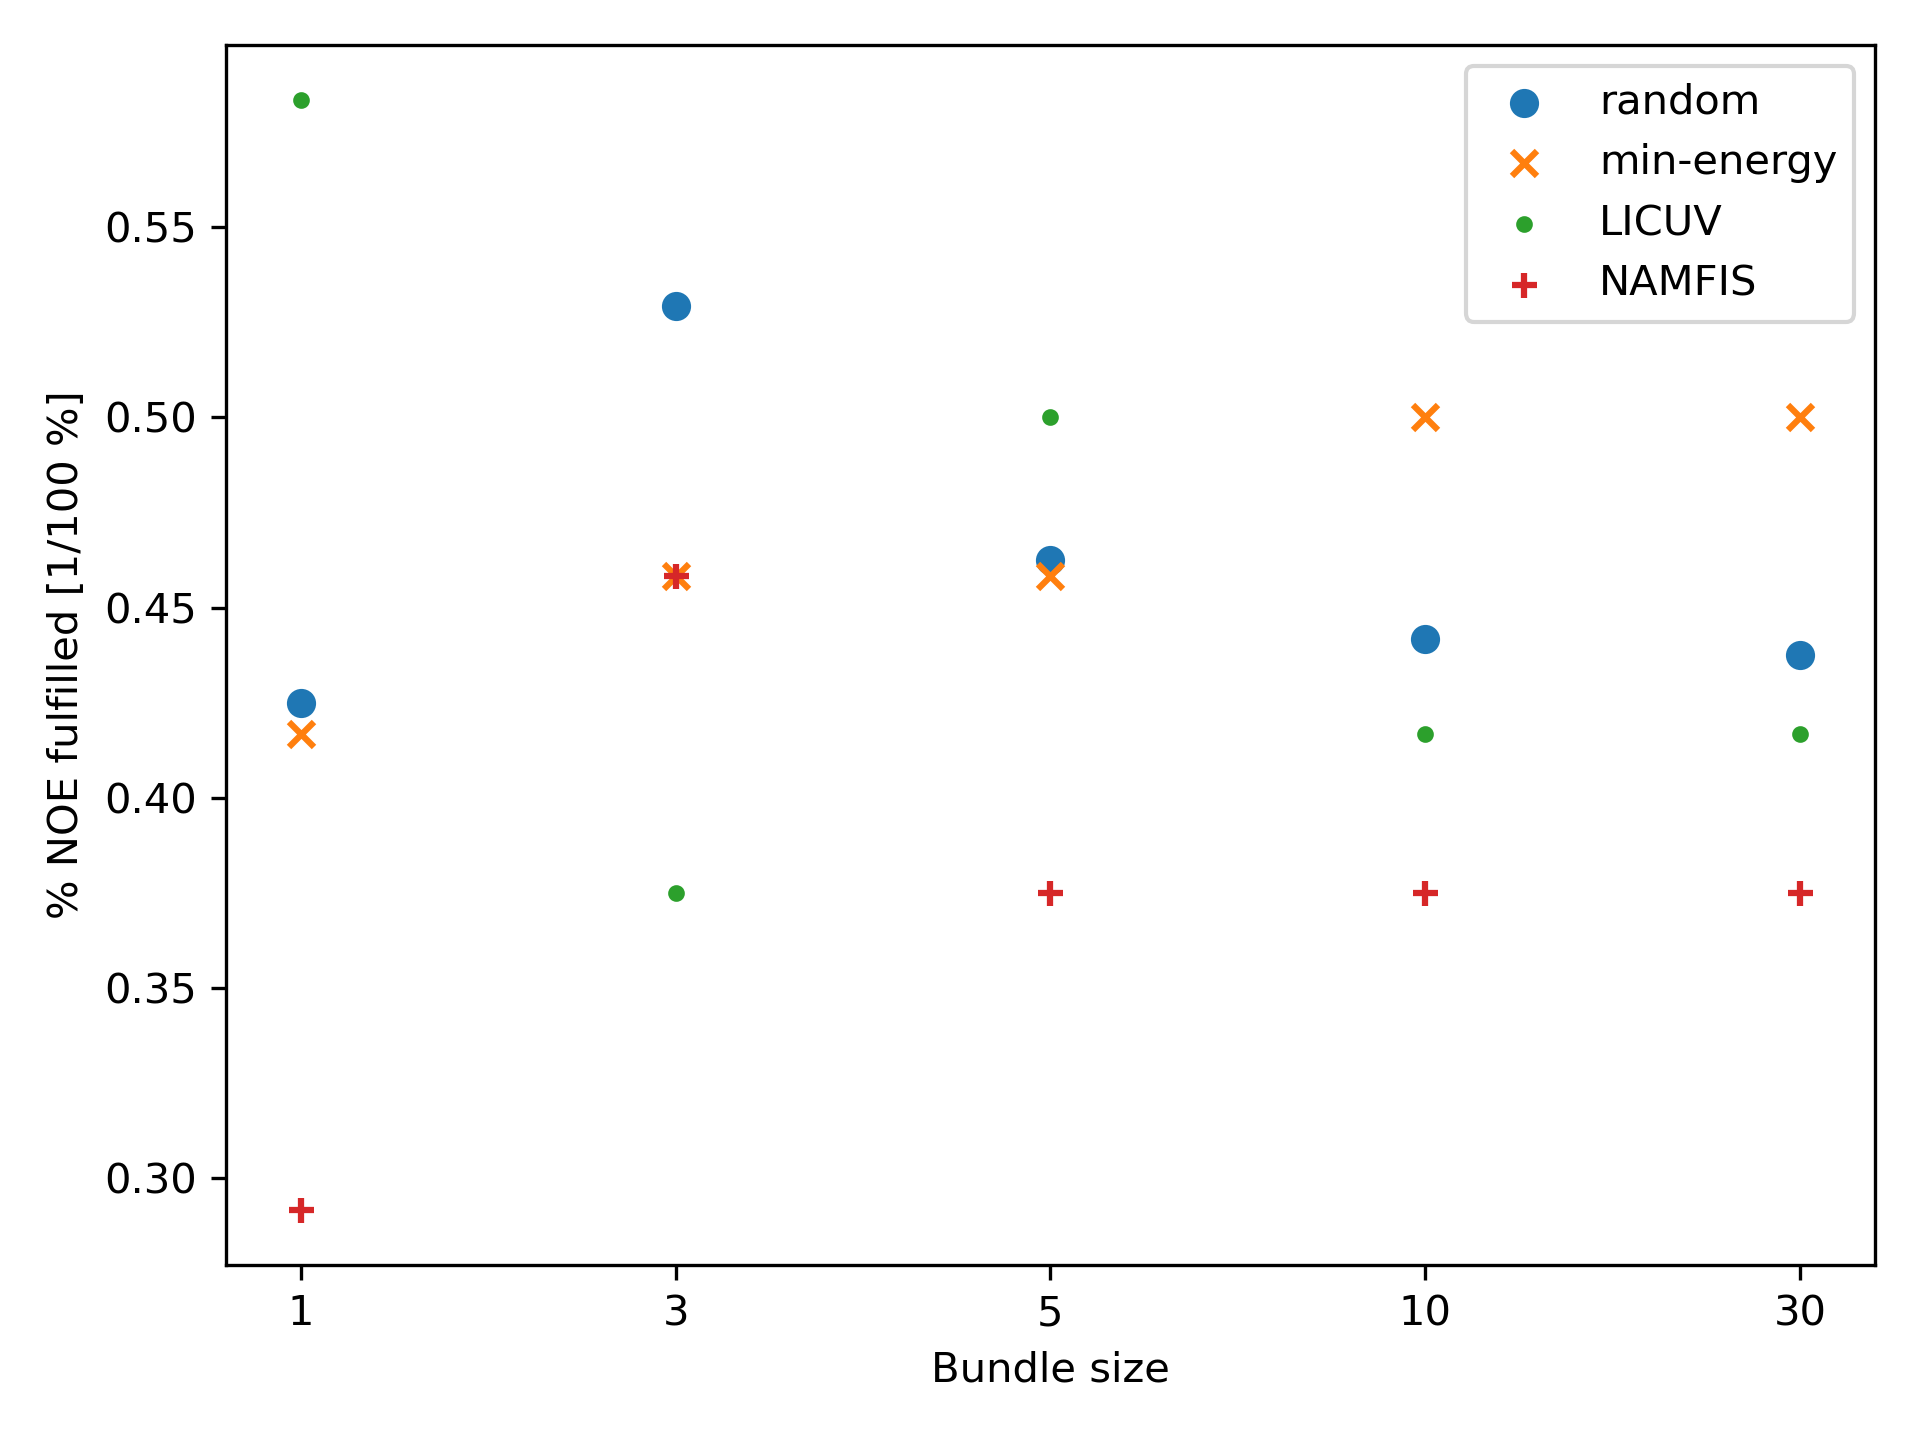 random
min-energy
LICUV
NAMFIS
% NOE fulfilled [1/100 %]
0.55
0.50
0.45
0.40
0.35
0.30
1 3 5 10 30
Bundle size